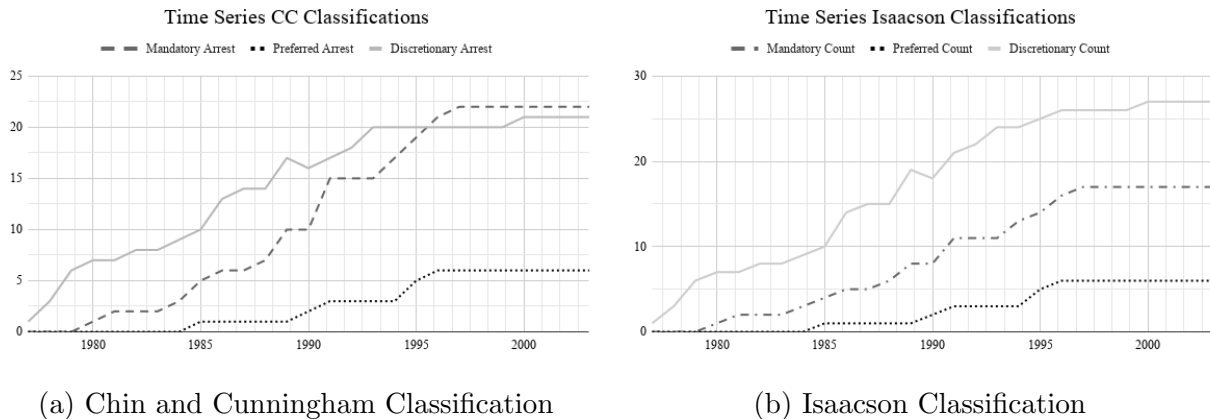 Time Series CC Classifications
Mandatory Arrest Preferred Arrest Discretionary Arrest
25
20
15
10
5
0
1980 1985 1990 1995 2000
(a) Chin and Cunningham Classification
Time Series Isaacson Classifications
Mandatory Count Preferred Count Discretionary Count
30
20
10
0
1980 1985 1990 1995 2000
(b) Isaacson Classification